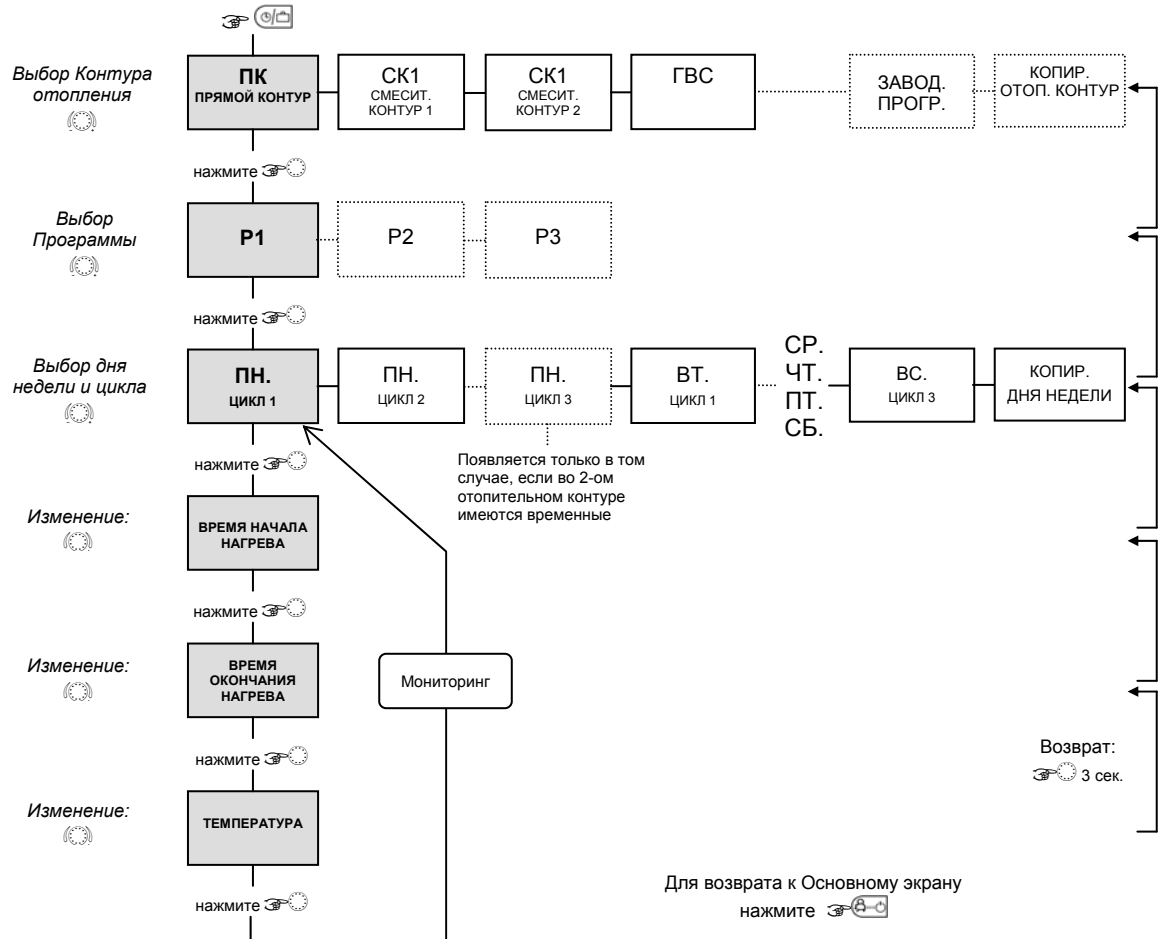 Выбор Контура
отопления
ПК
ПРЯМОЙ КОНТУР
СК1
СМЕСИТ.
КОНТУР 1
СК1
СМЕСИТ.
КОНТУР 2
ГВС
ЗАВОД.
ПРОГР.
КОПИР.
ОТОП. КОНТУР
нажмите
Выбор
Программы
P1
P2
P3
нажмите
Выбор дня
недели и цикла
ПН.
ЦИКЛ 1
ПН.
ЦИКЛ 2
ПН.
ЦИКЛ 3
ВТ.
ЦИКЛ 1
СР.
ЧТ.
ПТ.
СБ.
ВС.
ЦИКЛ 3
КОПИР.
ДНЯ НЕДЕЛИ
нажмите
Появляется только в том
случае, если во 2-ом
отопительном контуре
имеются временные
Изменение:
ВРЕМЯ НАЧАЛА
НАГРЕВА
нажмите
Изменение:
ВРЕМЯ
ОКОНЧАНИЯ
НАГРЕВА
Мониторинг
нажмите
Возврат:
3 сек.
Изменение:
ТЕМПЕРАТУРА
нажмите
Для возврата к Основному экрану
нажмите